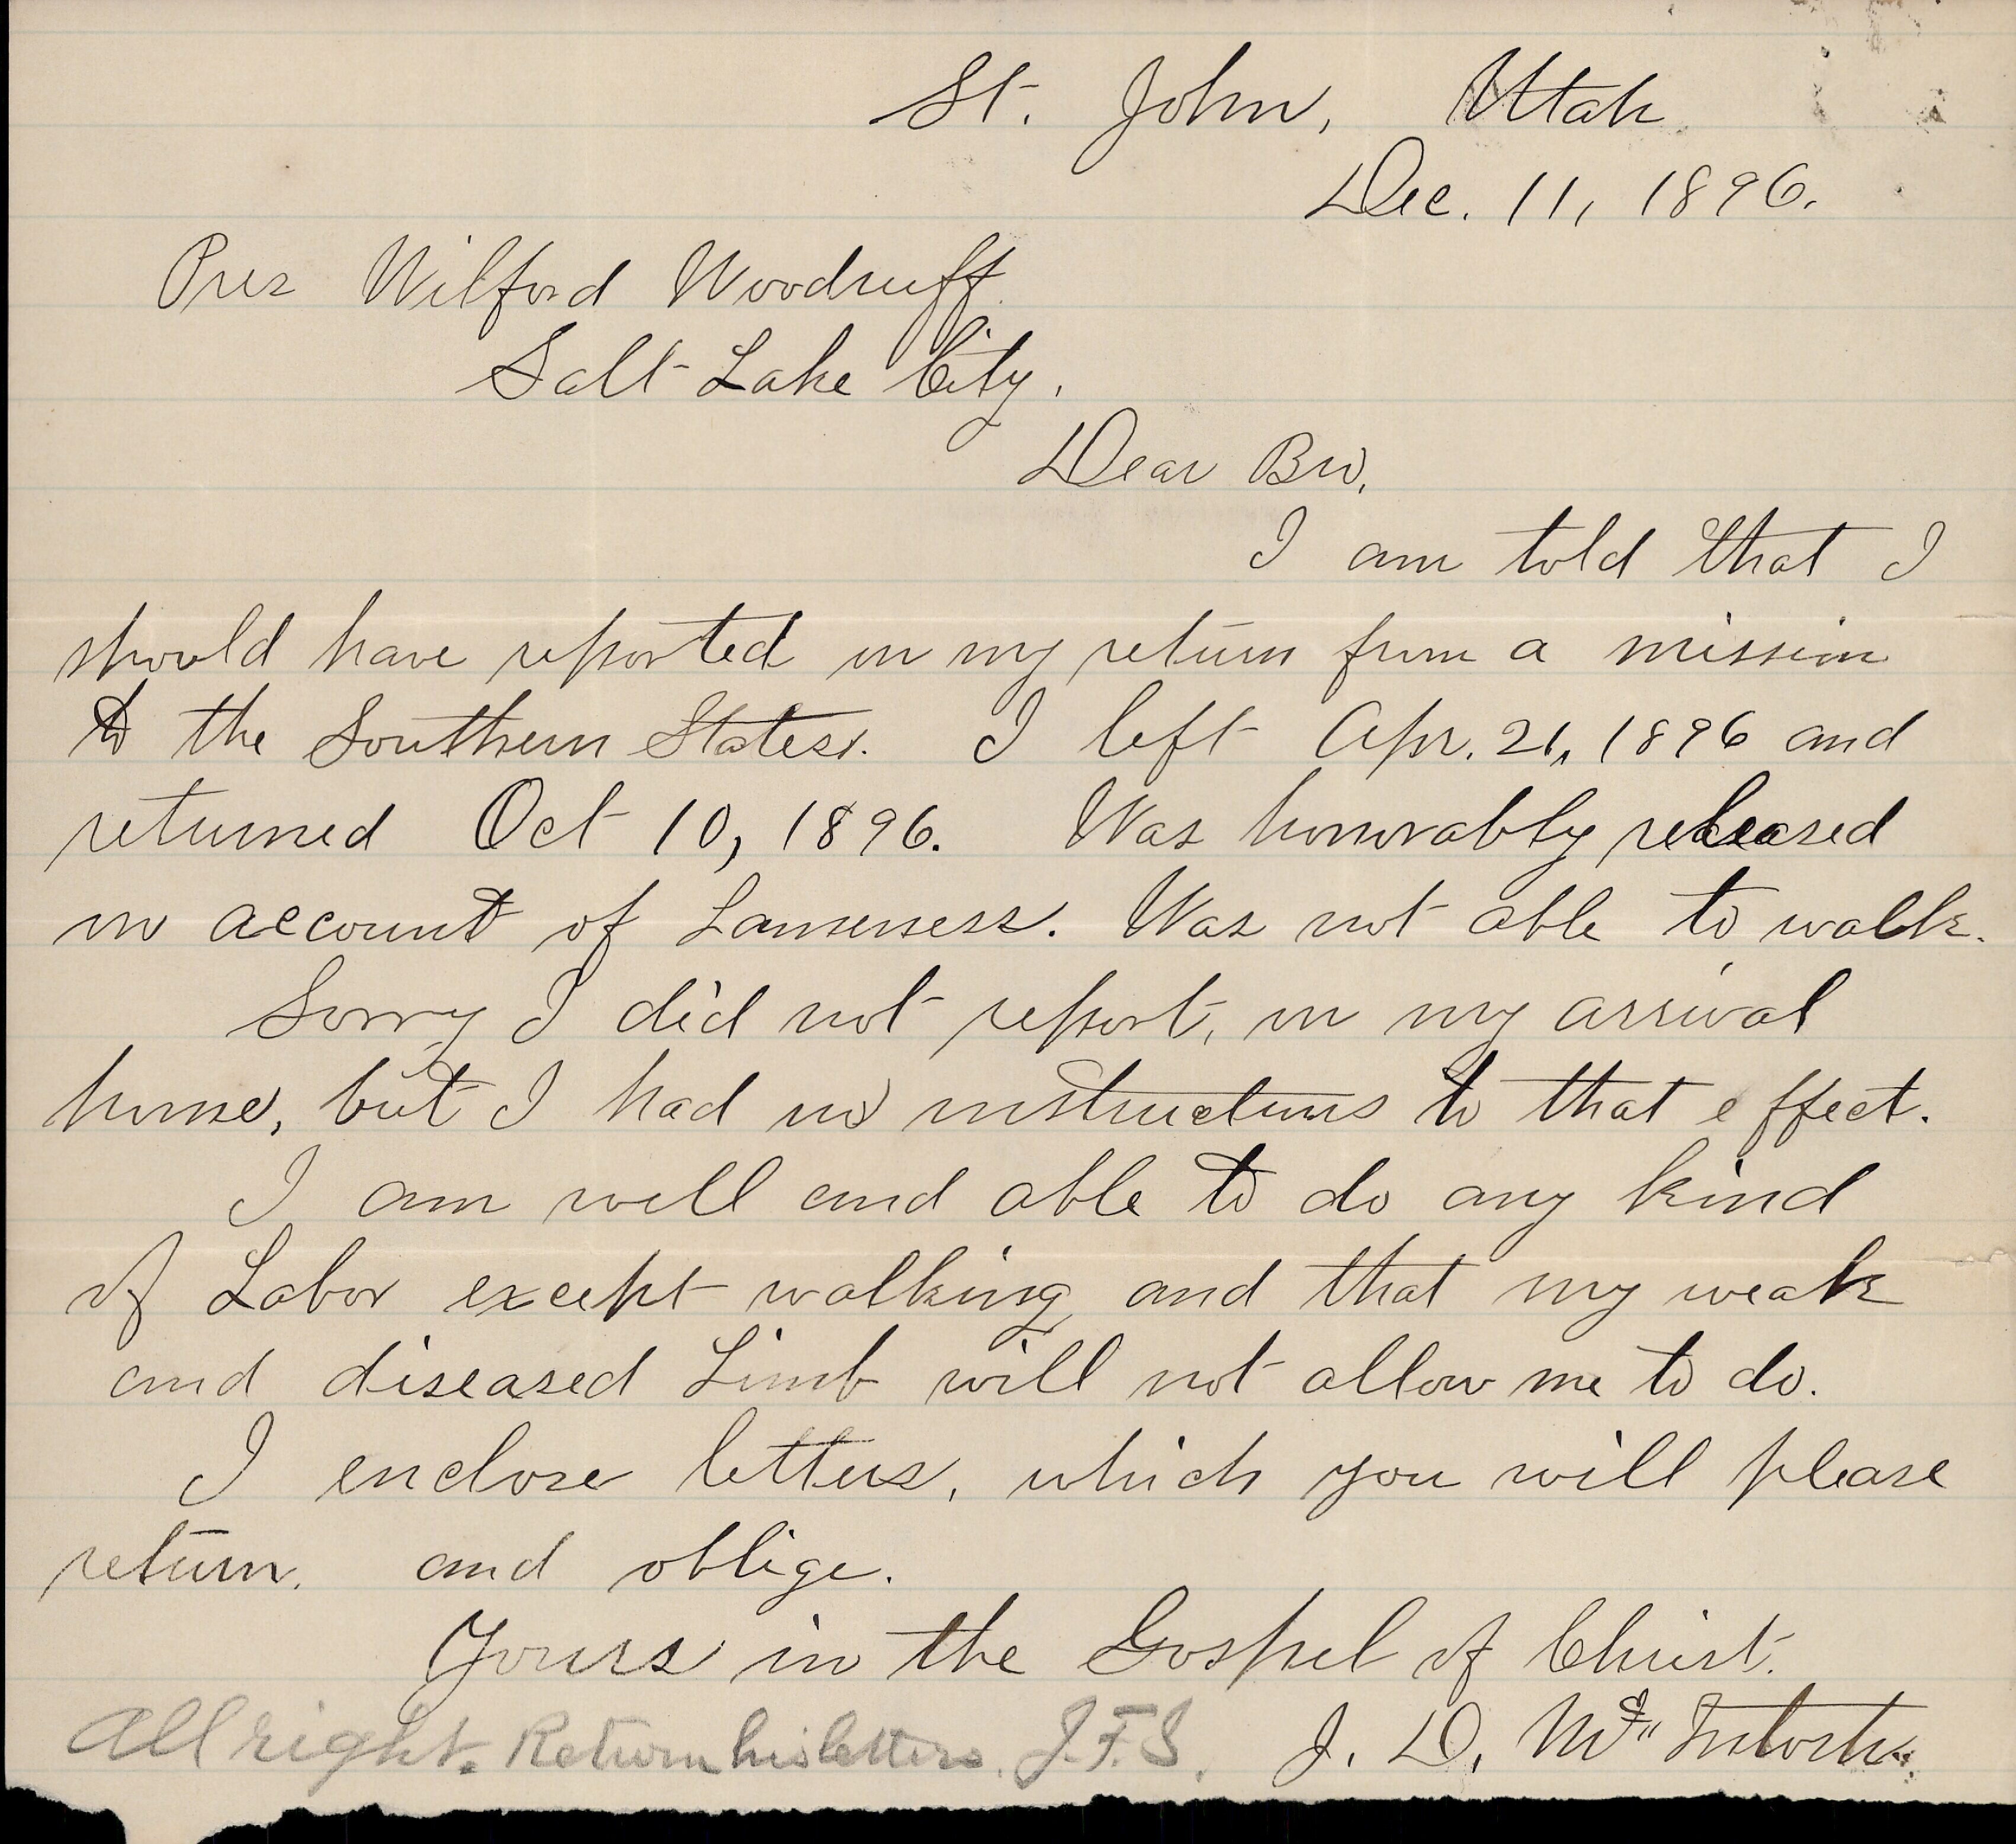 St. John, Utah
Dec. 11, 1896.
Pres Wilford Woodruff.
Salt Lake City.
Dear Bro,
I am told that I
should have reported on my return from a mission
to the Southern States. I left Apr. 21, 1896 and
returned Oct 10, 1896. Was honorably released
on account of Lameness. Was not able to walk.
Sorry I did not report, on my arrival
home, but I had no instructions to that effect.
I am well and able to do any kind
of Labor except walking and that my weak
and diseased Limb will not allow me to do.
I enclose letters, which you will please
return. and oblige.
Yours in the Gospel of Christ.
J. D. Mc Intosh.
All right. Return his letters. J.F.S.